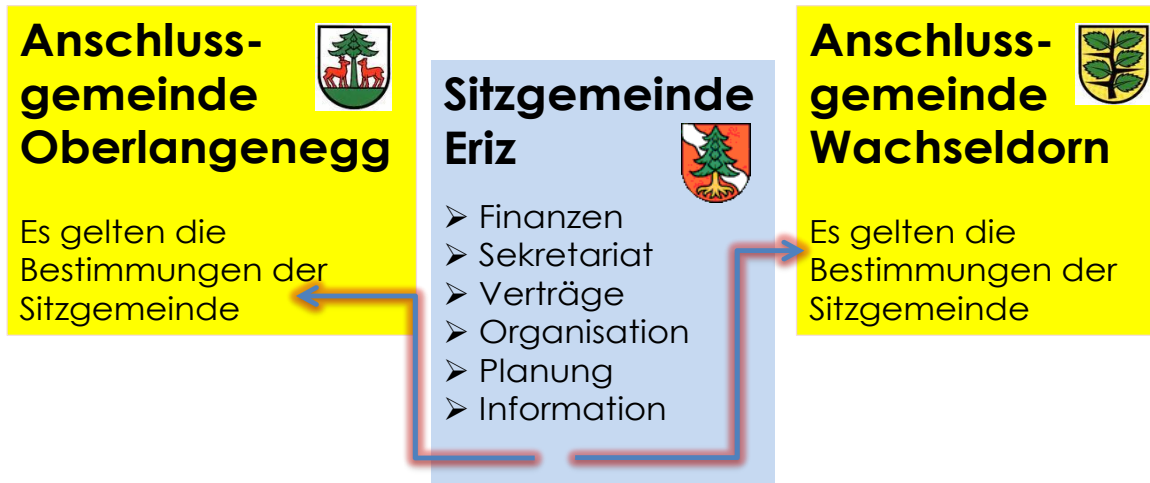 Anschluss-
gemeinde
Oberlangenegg
Es gelten die
Bestimmungen der
Sitzgemeinde
Sitzgemeinde
Eriz
➢ Finanzen
➢ Sekretariat
➢ Verträge
➢ Organisation
➢ Planung
➢ Information
Anschluss-
gemeinde
Wachseldorn
Es gelten die
Bestimmungen der
Sitzgemeinde